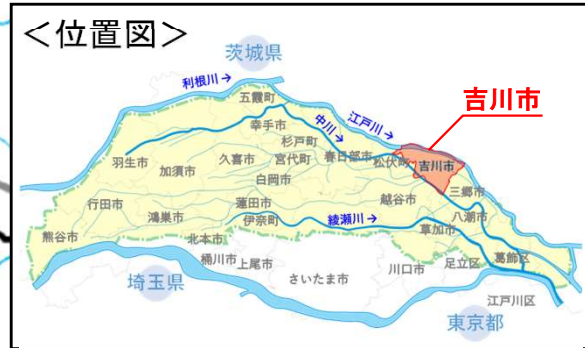 <位置図>
茨城県
利根川→
五霞町
江戸川→
吉川市
幸手市
中川→
杉戸町
羽生市
加須市
久喜市
宮代町
春日部市
松伏町
吉川市
白岡市
三郷市
行田市
蓮田市
越谷市
鴻巣市
伊奈町
綾瀬川→
八潮市
熊谷市
北本市
草加市
桶川市
上尾市
さいたま市
川口市
足立区
葛飾区
埼玉県
江戸川区
東京都